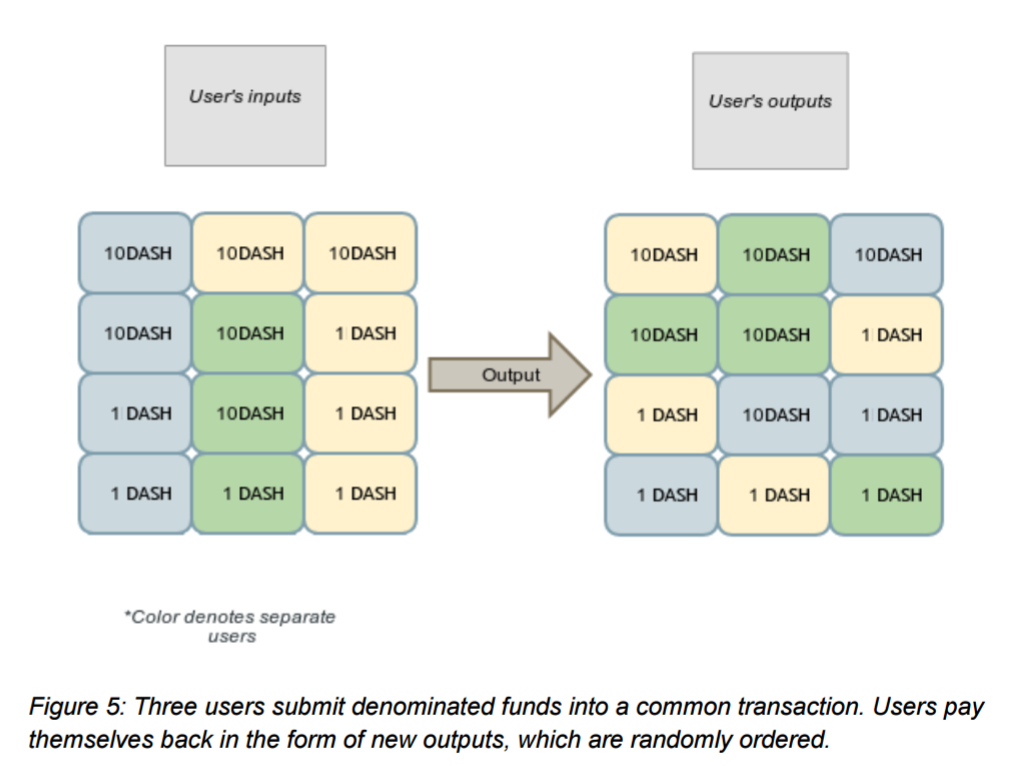 User's inputs
User's outputs
10DASH 10DASH 10DASH
10DASH 10DASH 1 DASH
1 DASH 10DASH 1 DASH
1 DASH 1 DASH 1 DASH
Output
10DASH 10DASH 10DASH
10DASH 10DASH 1 DASH
1 DASH 10DASH 1 DASH
1 DASH 1 DASH 1 DASH
*Color denotes separate
users
Figure 5: Three users submit denominated funds into a common transaction. Users pay
themselves back in the form of new outputs, which are randomly ordered.